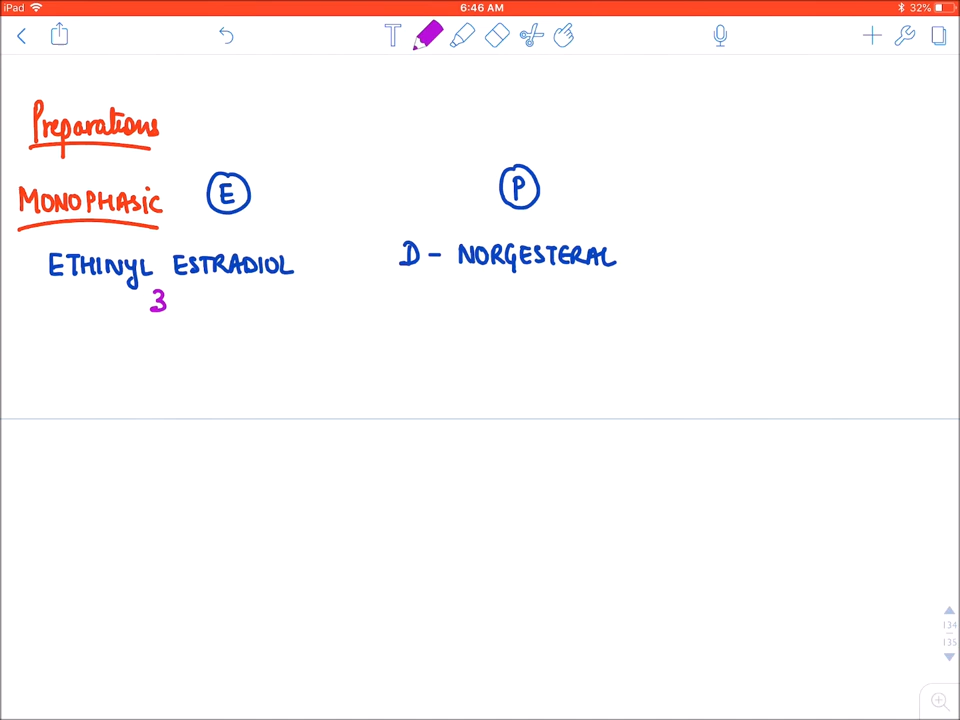 iPad 6:46 AM 32%
T
Preparations
MONOPHASIC E P
ETHINYL ESTRADIOL D - NORGESTERAL
3
134
135